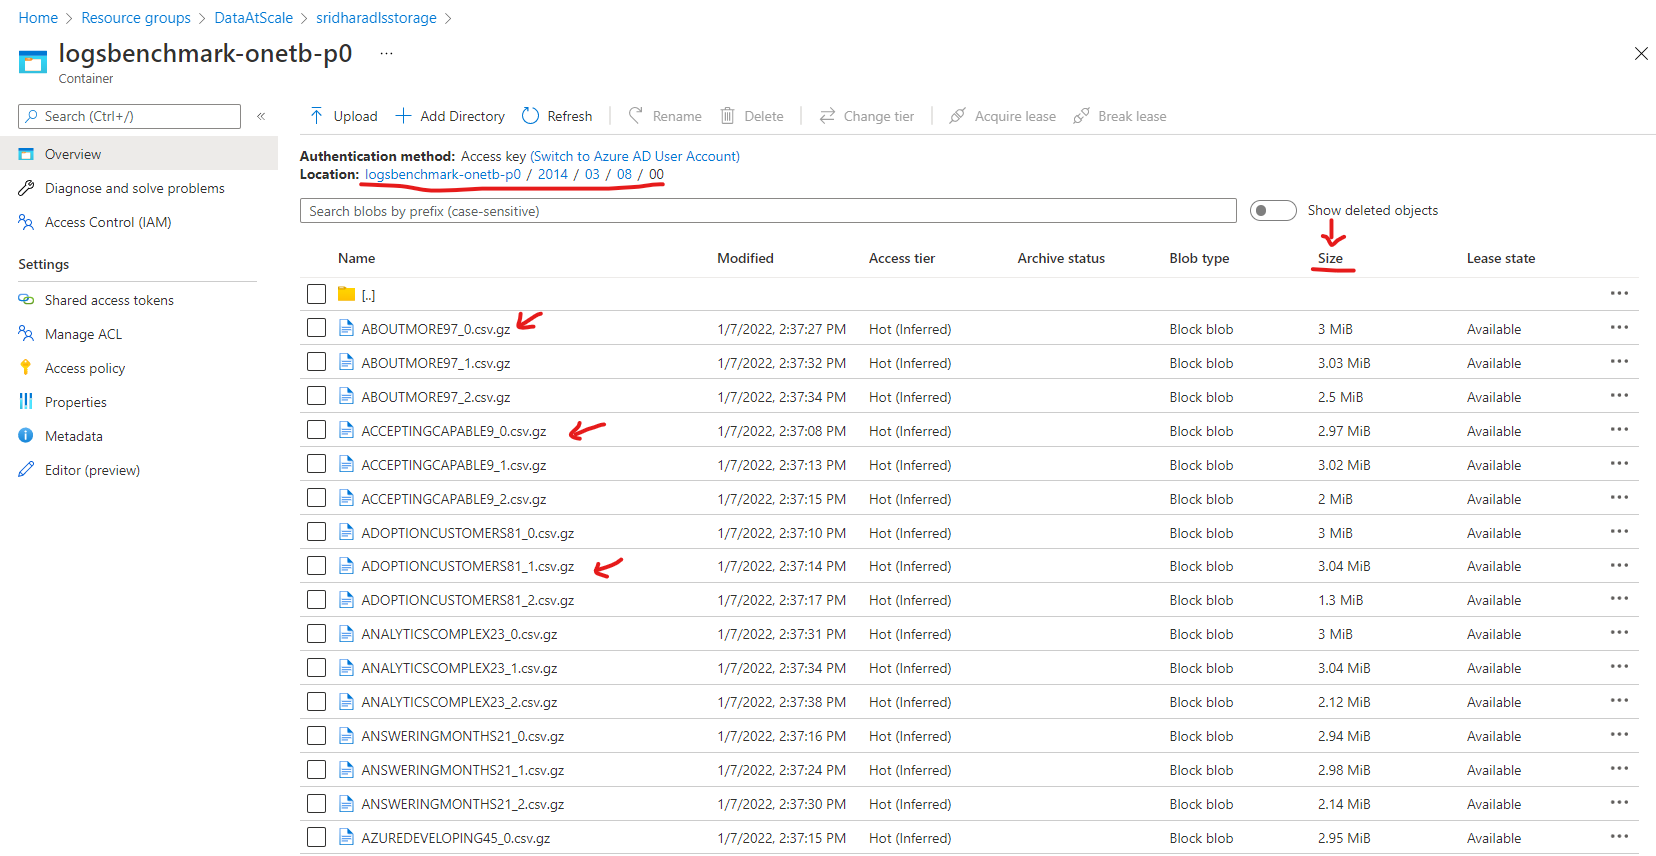 Home > Resource groups > DataAtScale > sridharadlsstorage >
logsbenchmark-onetb-p0 ...
Container
Search (Ctrl+/) «
Overview
Diagnose and solve problems
Access Control (IAM)
Settings
Shared access tokens
Manage ACL
Access policy
Properties
Metadata
Editor (preview)
Upload Add Directory Refresh Rename Delete Change tier Acquire lease Break lease
Authentication method: Access key (Switch to Azure AD User Account)
Location: logsbenchmark-onetb-p0 / 2014 / 03 / 08 / 00
Search blobs by prefix (case-sensitive) Show deleted objects
Name Modified Access tier Archive status Blob type Size Lease state
[..] ...
ABOUTMORE97_0.csv.gz 1/7/2022, 2:37:27 PM Hot (Inferred) Block blob 3 MiB Available ...
ABOUTMORE97_1.csv.gz 1/7/2022, 2:37:32 PM Hot (Inferred) Block blob 3.03 MiB Available ...
ABOUTMORE97_2.csv.gz 1/7/2022, 2:37:34 PM Hot (Inferred) Block blob 2.5 MiB Available ...
ACCEPTINGCAPABLE9_0.csv.gz 1/7/2022, 2:37:08 PM Hot (Inferred) Block blob 2.97 MiB Available ...
ACCEPTINGCAPABLE9_1.csv.gz 1/7/2022, 2:37:13 PM Hot (Inferred) Block blob 3.02 MiB Available ...
ACCEPTINGCAPABLE9_2.csv.gz 1/7/2022, 2:37:15 PM Hot (Inferred) Block blob 2 MiB Available ...
ADOPTIONCUSTOMERS81_0.csv.gz 1/7/2022, 2:37:10 PM Hot (Inferred) Block blob 3 MiB Available ...
ADOPTIONCUSTOMERS81_1.csv.gz 1/7/2022, 2:37:14 PM Hot (Inferred) Block blob 3.04 MiB Available ...
ADOPTIONCUSTOMERS81_2.csv.gz 1/7/2022, 2:37:17 PM Hot (Inferred) Block blob 1.3 MiB Available ...
ANALYTICSCOMPLEX23_0.csv.gz 1/7/2022, 2:37:31 PM Hot (Inferred) Block blob 3 MiB Available ...
ANALYTICSCOMPLEX23_1.csv.gz 1/7/2022, 2:37:34 PM Hot (Inferred) Block blob 3.04 MiB Available ...
ANALYTICSCOMPLEX23_2.csv.gz 1/7/2022, 2:37:38 PM Hot (Inferred) Block blob 2.12 MiB Available ...
ANSWERINGMONTHS21_0.csv.gz 1/7/2022, 2:37:16 PM Hot (Inferred) Block blob 2.94 MiB Available ...
ANSWERINGMONTHS21_1.csv.gz 1/7/2022, 2:37:24 PM Hot (Inferred) Block blob 2.98 MiB Available ...
ANSWERINGMONTHS21_2.csv.gz 1/7/2022, 2:37:30 PM Hot (Inferred) Block blob 2.14 MiB Available ...
AZUREDEVELOPING45_0.csv.gz 1/7/2022, 2:37:15 PM Hot (Inferred) Block blob 2.95 MiB Available ...